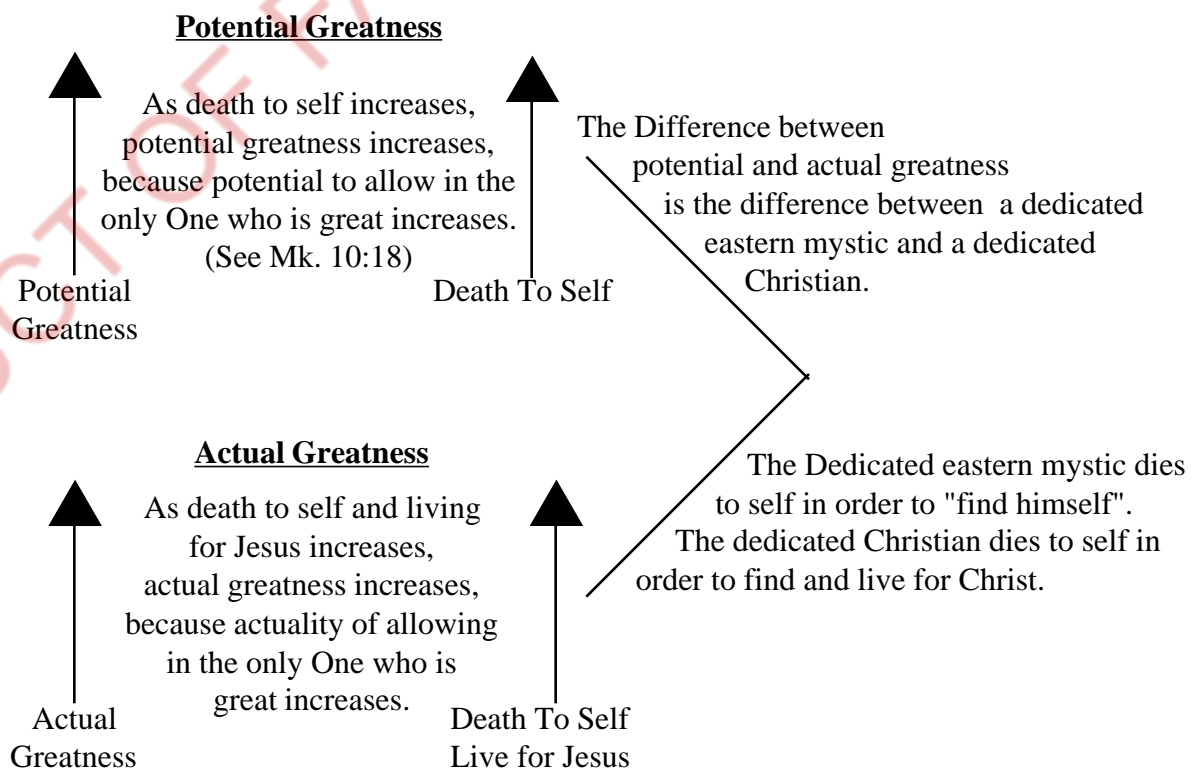 Potential Greatness
As death to self increases,
potential greatness increases,
because potential to allow in the
only One who is great increases.
(See Mk. 10:18)
Potential
Greatness
Death To Self
The Difference between
potential and actual greatness
is the difference between a dedicated
eastern mystic and a dedicated
Christian.
Actual Greatness
As death to self and living
for Jesus increases,
actual greatness increases,
because actuality of allowing
in the only One who is
great increases.
Actual
Greatness
Death To Self
Live for Jesus
The Dedicated eastern mystic dies
to self in order to "find himself".
The dedicated Christian dies to self in
order to find and live for Christ.